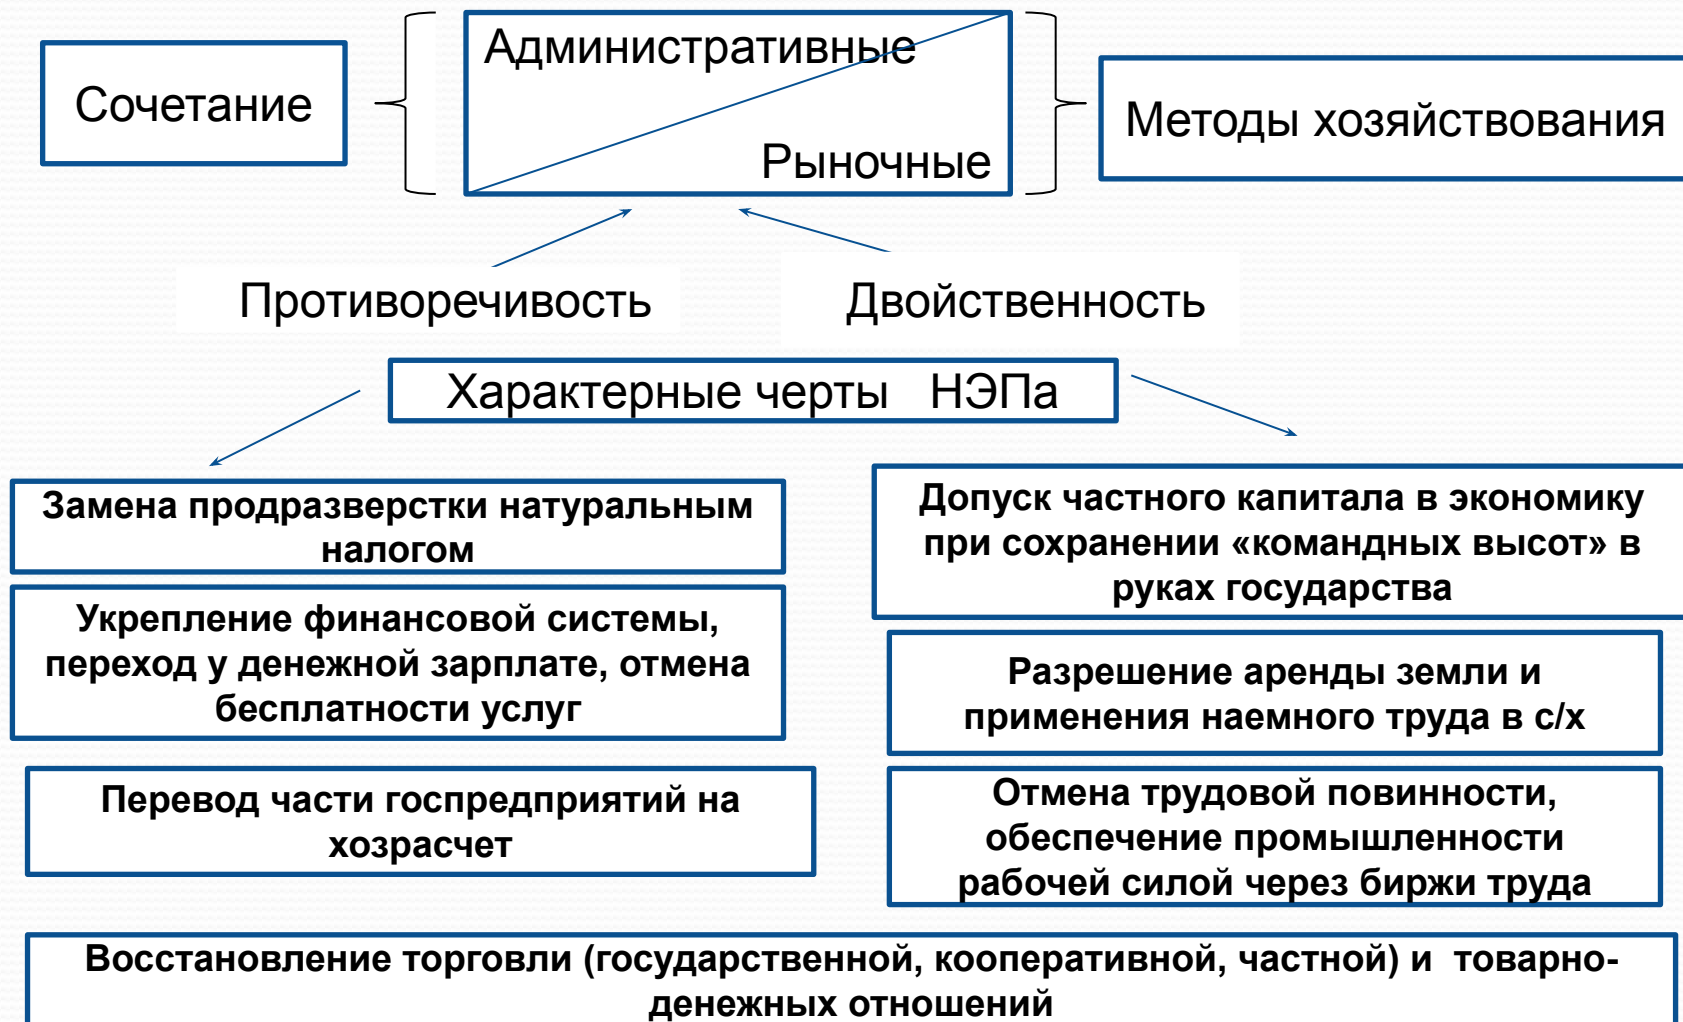 Сочетание
Административные
Рыночные
Методы хозяйствования
Противоречивость
Двойственность
Характерные черты НЭПа
Замена продразверстки натуральным
налогом
Укрепление финансовой системы,
переход у денежной зарплате, отмена
бесплатности услуг
Перевод части госпредприятий на
хозрасчет
Допуск частного капитала в экономику
при сохранении «командных высот» в
руках государства
Разрешение аренды земли и
применения наемного труда в с/х
Отмена трудовой повинности,
обеспечение промышленности
рабочей силой через биржи труда
Восстановление торговли (государственной, кооперативной, частной) и товарно-
денежных отношений